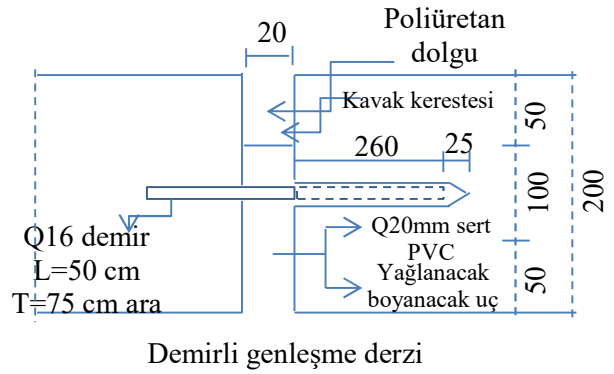 20
Poliüretan
dolgu
Kavak kerestesi
50
260
25
100
200
Q16 demir
L=50 cm
T=75 cm ara
Q20mm sert
PVC
Yağlanacak
boyanacak uç
50
Demirli genleşme derzi